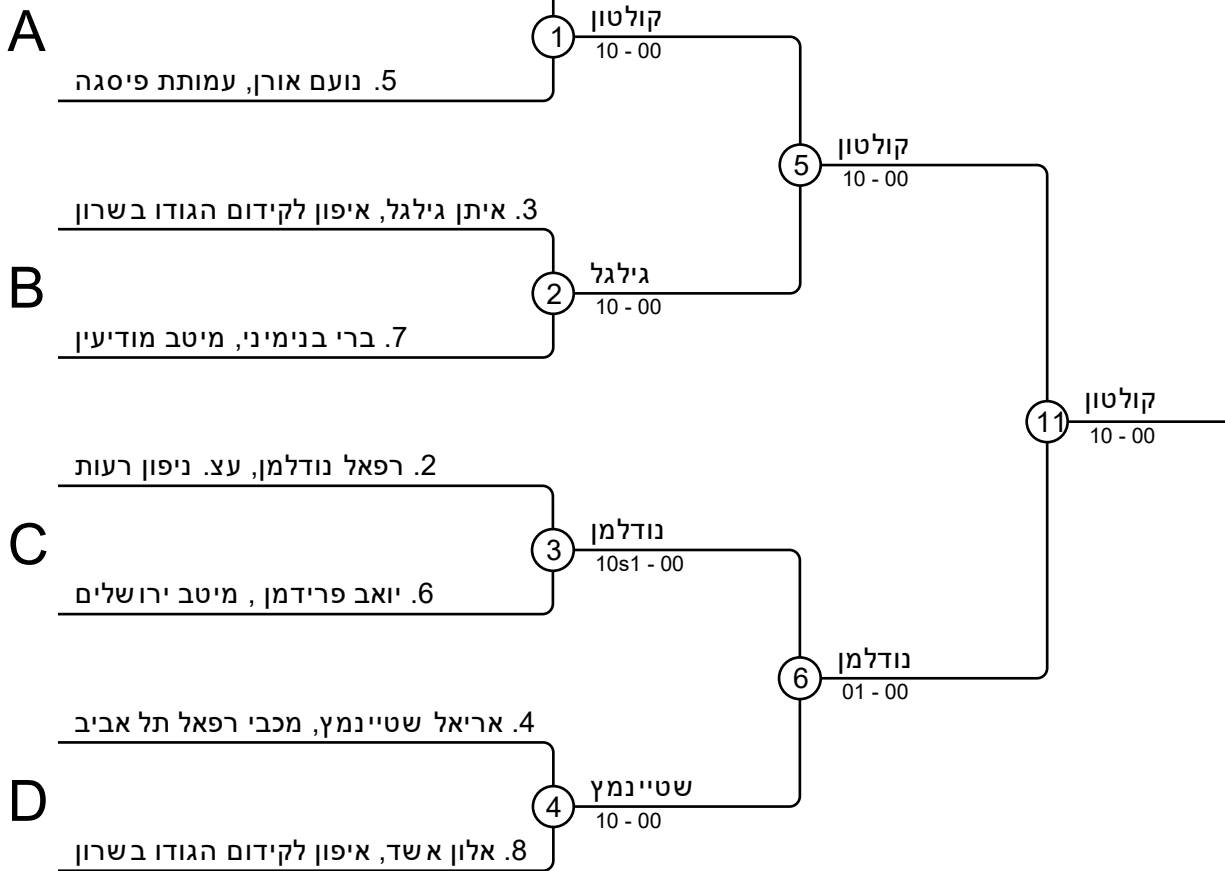 A
קולטון
1
10 - 00
5. נועם אורן, עמותת פיסגה
קולטון
5
10 - 00
3. איתן גילגל, איפון לקידום הגודו בשרון
B
גילגל
2
10 - 00
7. ברי בנימיני, מיטב מודיעין
קולטון
11
10 - 00
2. רפאל נודלמן, עצ. ניפון רעות
C
נודלמן
3
10s1 - 00
6. יואב פרידמן , מיטב ירושלים
נודלמן
6
01 - 00
4. אריאל שטיינמץ, מכבי רפאל תל אביב
D
שטיינמץ
4
10 - 00
8. אלון אשד, איפון לקידום הגודו בשרון